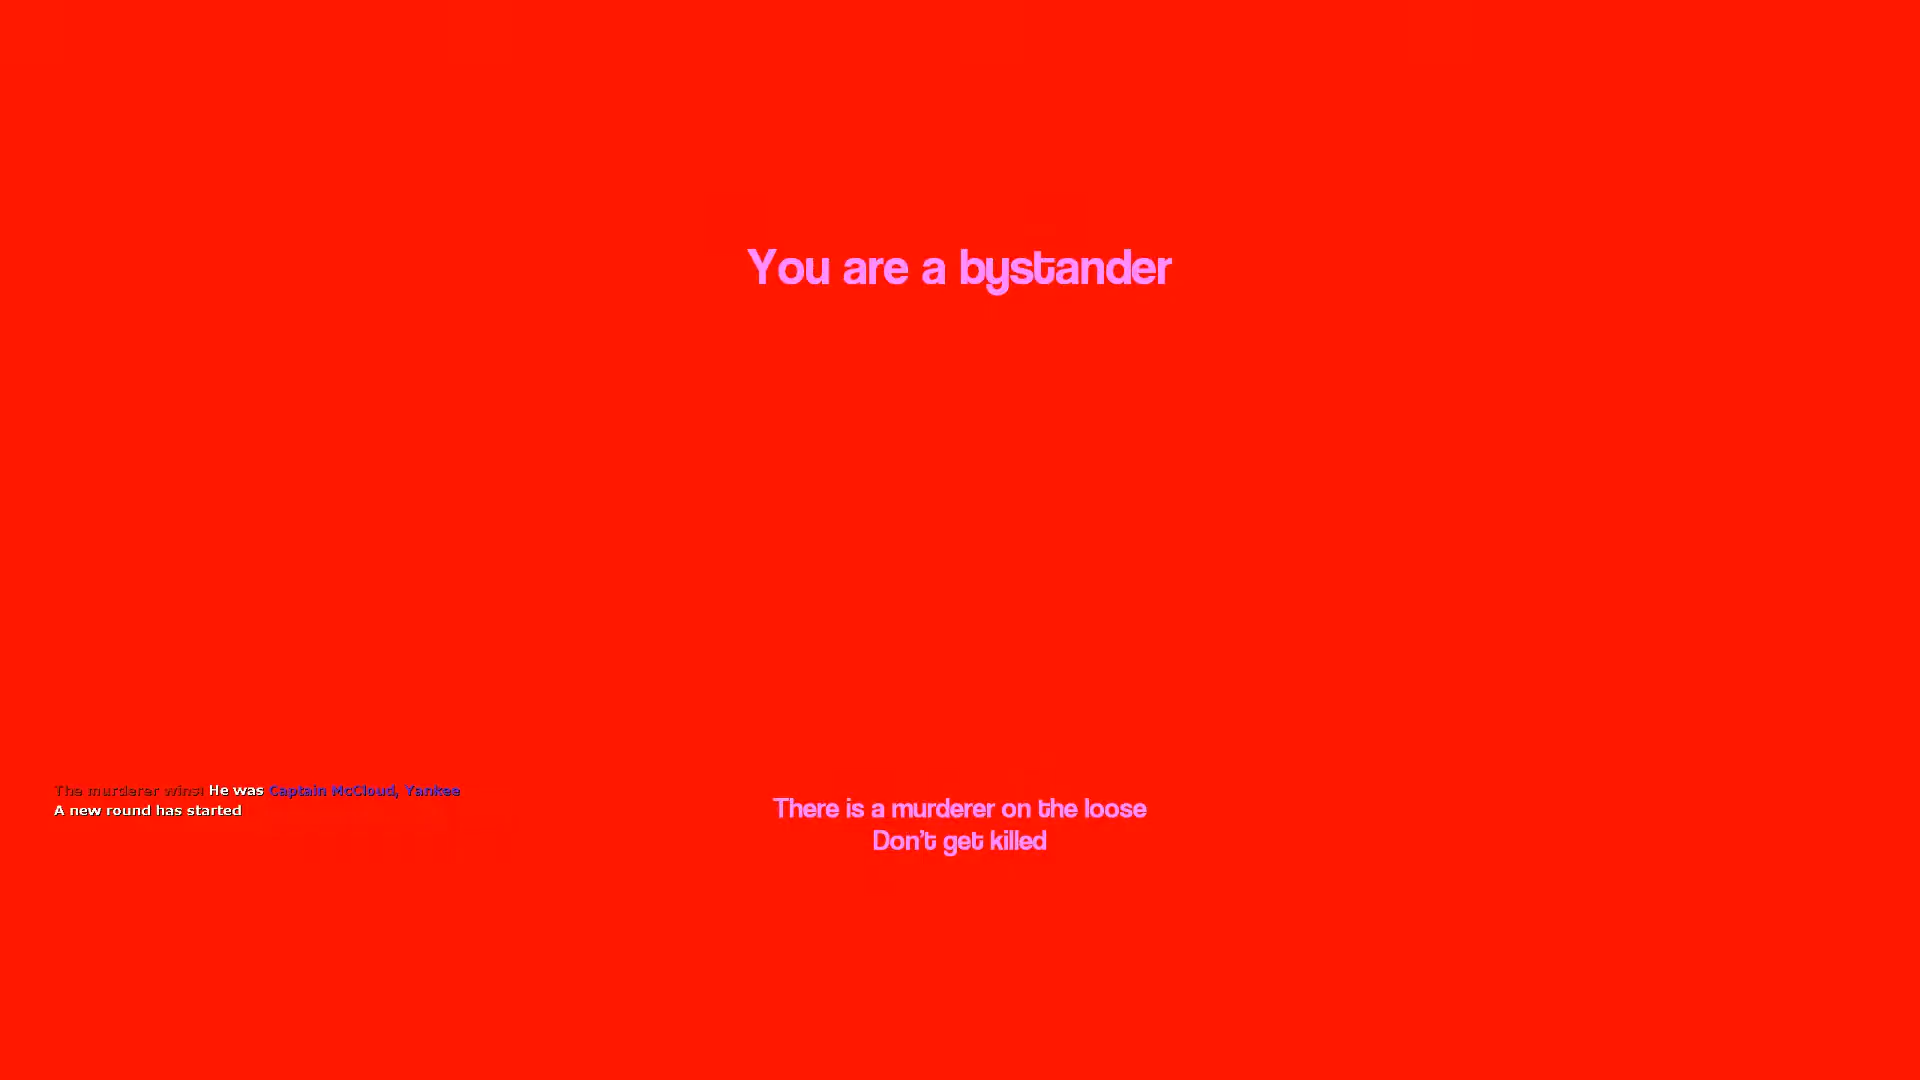 You are a bystander
The murderer wins! He was Captain McCloud, Yankee
A new round has started
There is a murderer on the loose
Don't get killed